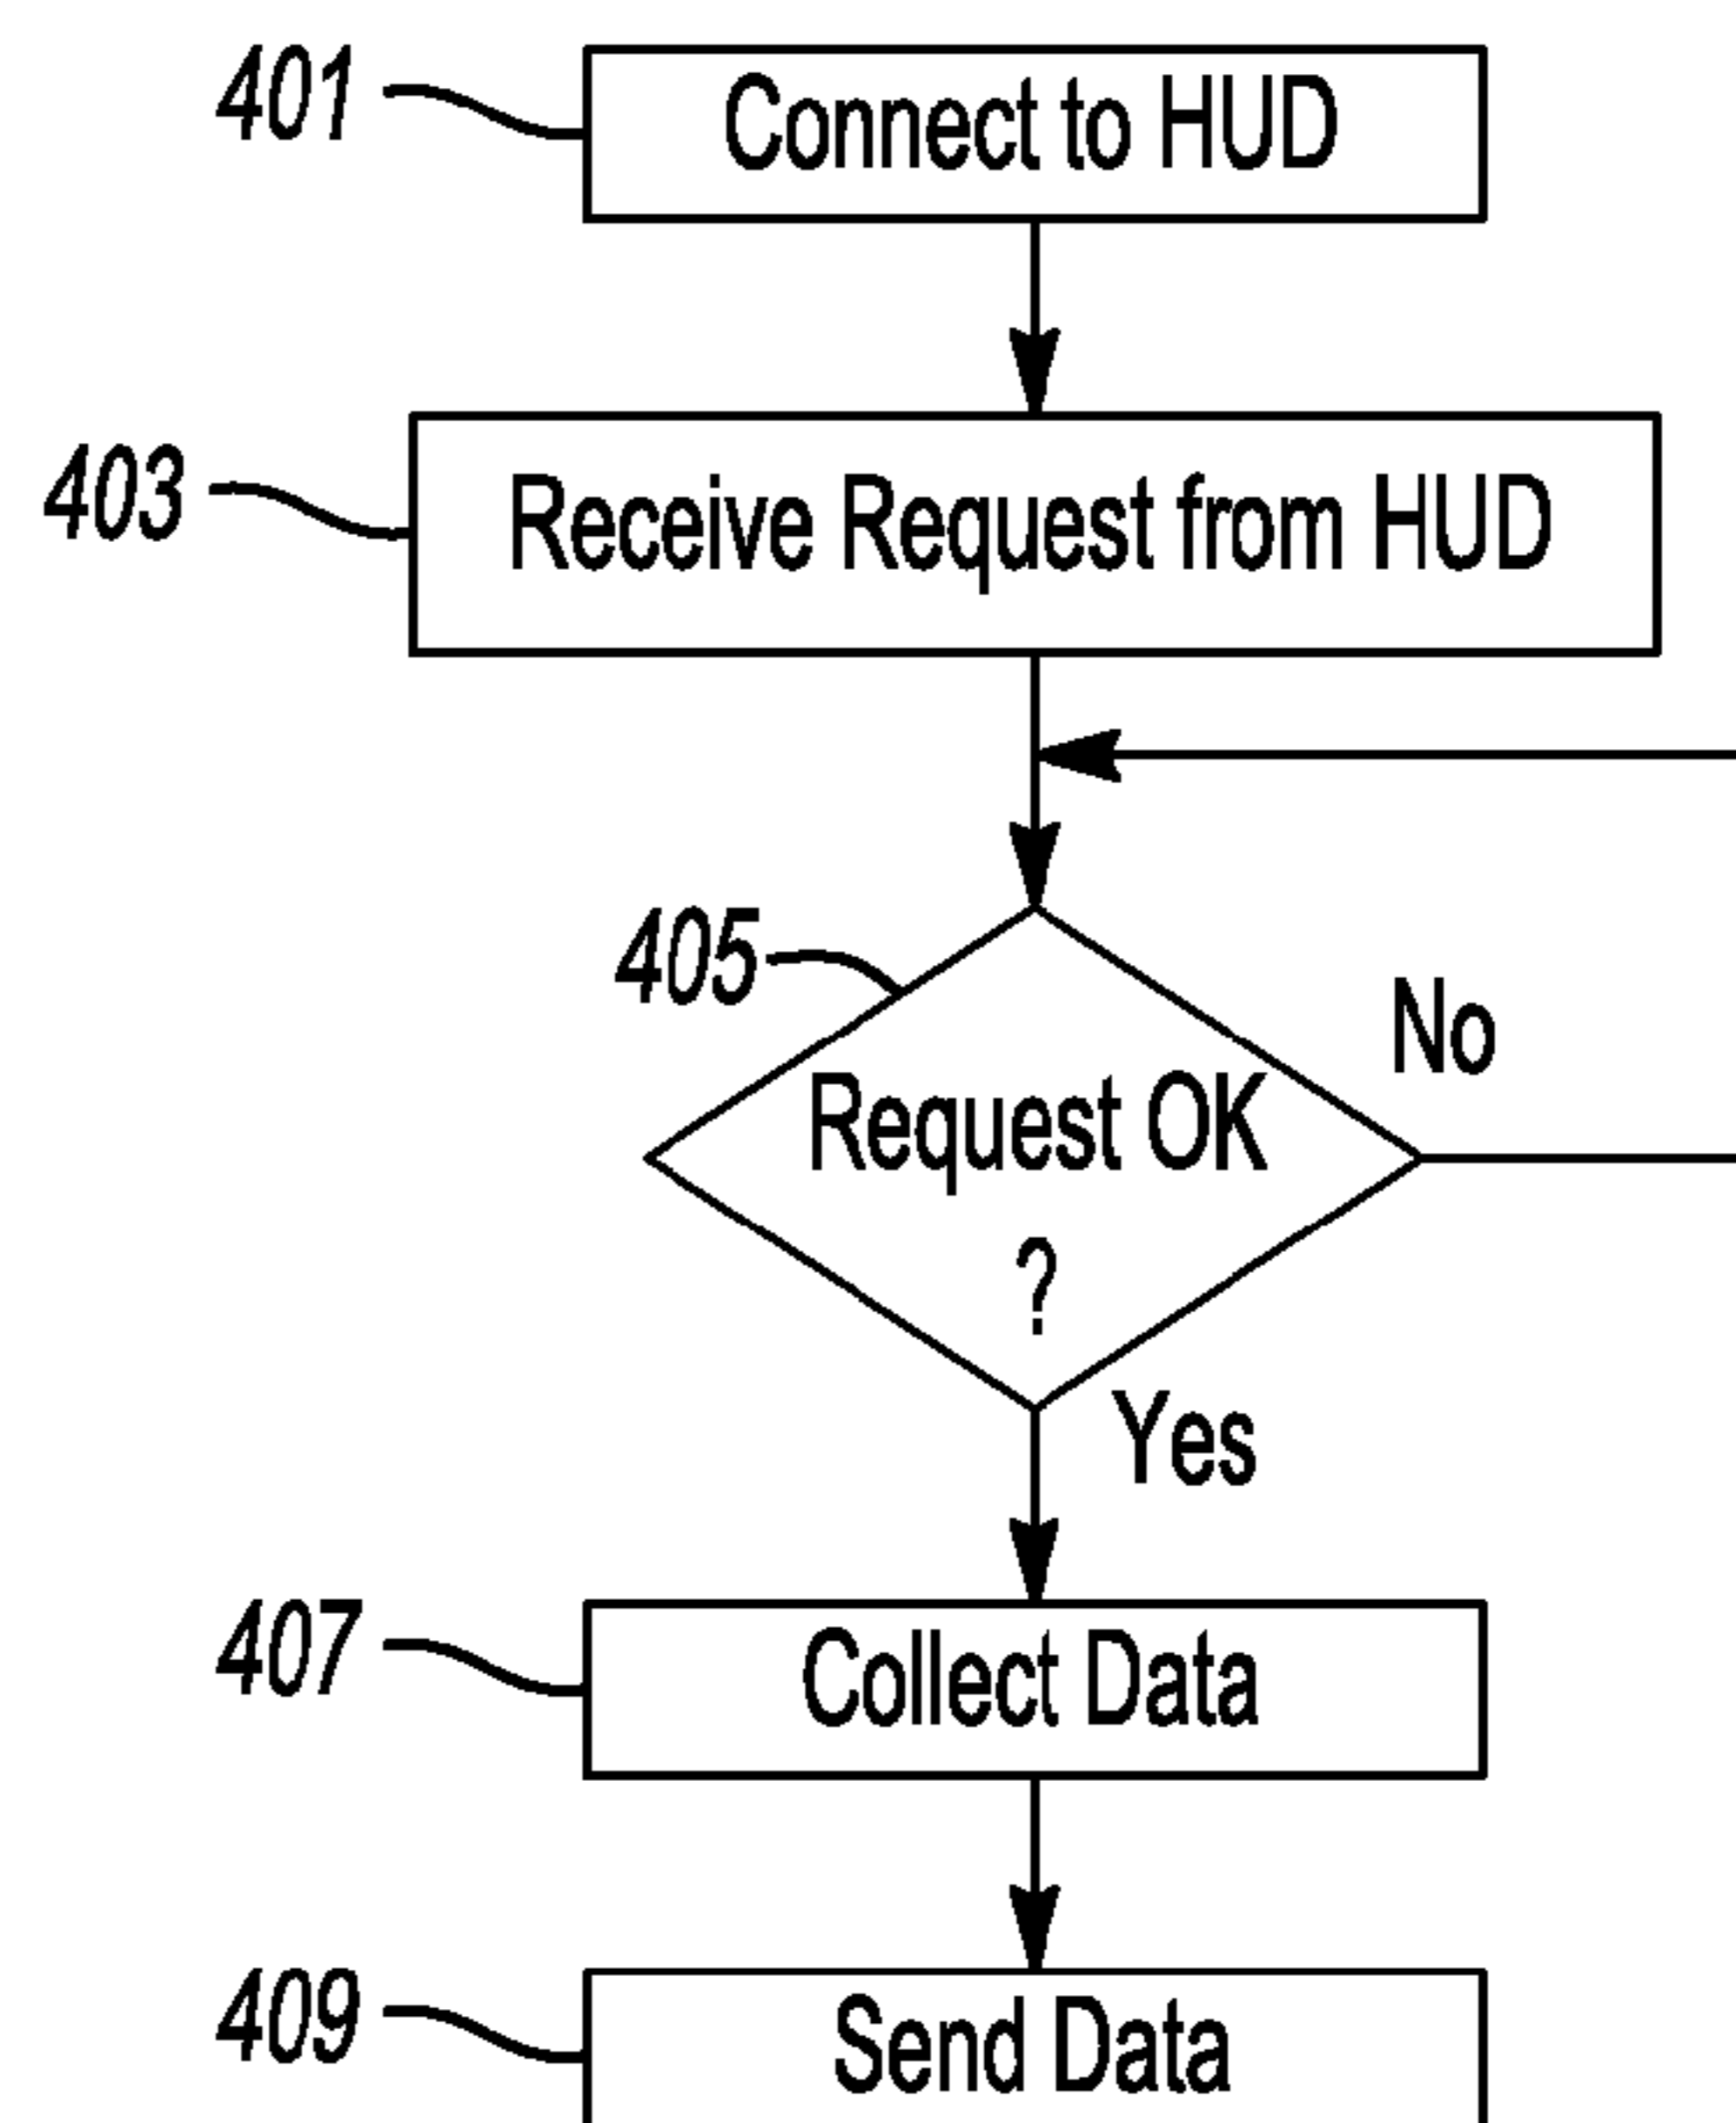 401
Connect to HUD
403
Receive Request from HUD
405
No
Request OK
?
Yes
407
Collect Data
409
Send Data